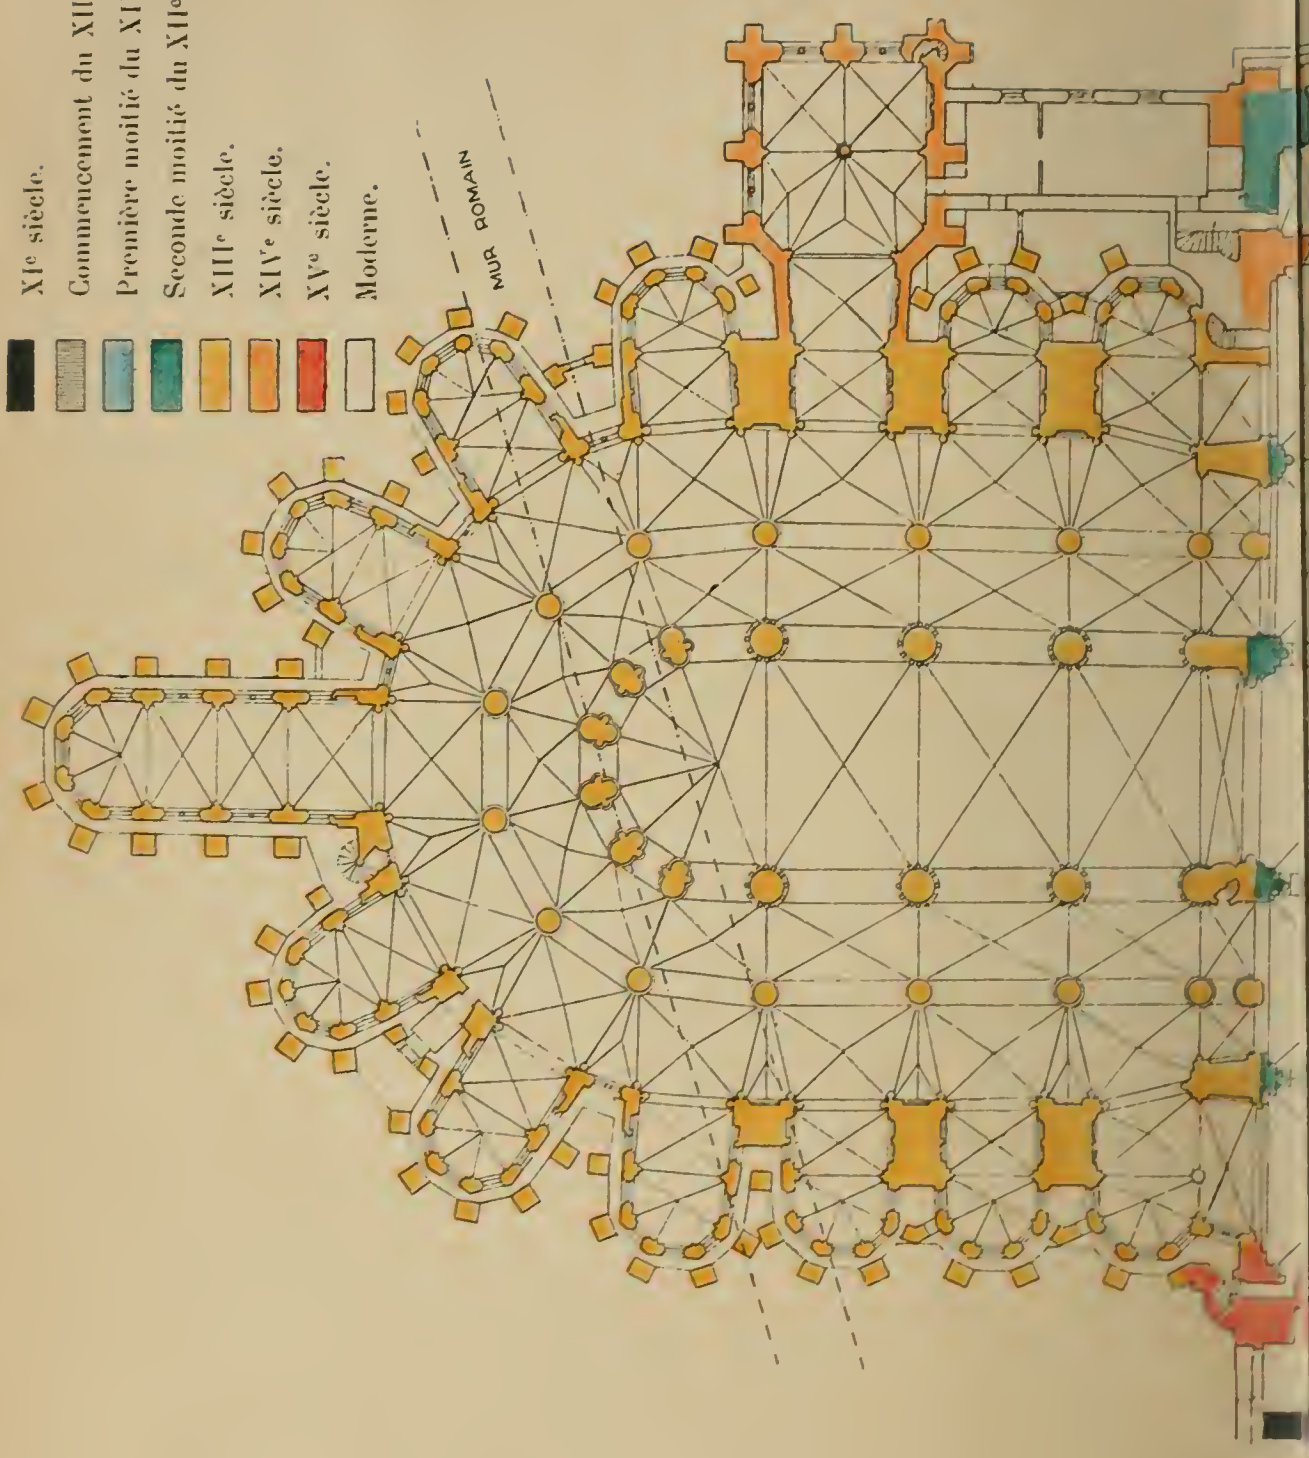 XIe siècle.
Commencement du XII
Première moitié du XI
Seconde moitié du XIIe
XIIIe siècle.
XIVe siècle.
XVe siècle.
Moderne.
MUR ROMAIN